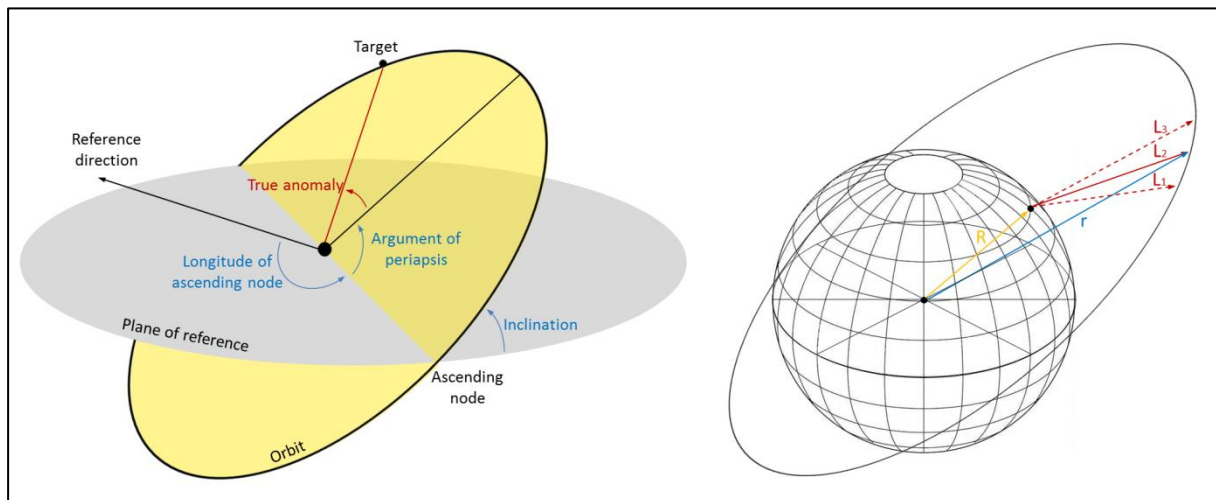 Target
Reference
direction
True anomaly
Argument of
periapsis
Longitude of
ascending node
Plane of reference
Inclination
Ascending
node
Orbit
L3
L2
L1
R
r